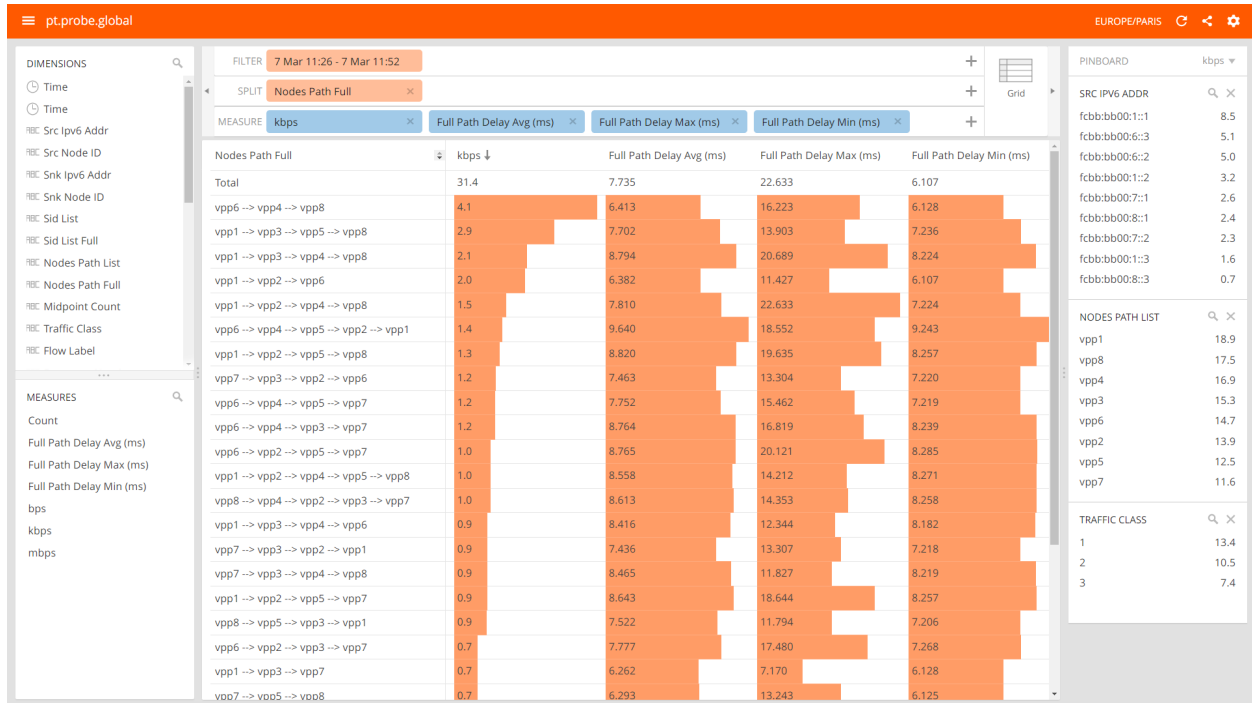 pt.probe.global
EUROPE/PARIS
DIMENSIONS
Time
Time
ABC Src Ipv6 Addr
ABC Src Node ID
ABC Snk Ipv6 Addr
ABC Snk Node ID
ABC Sid List
ABC Sid List Full
ABC Nodes Path List
ABC Nodes Path Full
ABC Midpoint Count
ABC Traffic Class
ABC Flow Label
MEASURES
Count
Full Path Delay Avg (ms)
Full Path Delay Max (ms)
Full Path Delay Min (ms)
bps
kbps
mbps
FILTER 7 Mar 11:26 - 7 Mar 11:52 +
SPLIT Nodes Path Full × +
MEASURE kbps × Full Path Delay Avg (ms) × Full Path Delay Max (ms) × Full Path Delay Min (ms) × +
Grid
Nodes Path Full kbps ↓ Full Path Delay Avg (ms) Full Path Delay Max (ms) Full Path Delay Min (ms)
Total 31.4 7.735 22.633 6.107
vpp6 --> vpp4 --> vpp8 4.1 6.413 16.223 6.128
vpp1 --> vpp3 --> vpp5 --> vpp8 2.9 7.702 13.903 7.236
vpp1 --> vpp3 --> vpp4 --> vpp8 2.1 8.794 20.689 8.224
vpp1 --> vpp2 --> vpp6 2.0 6.382 11.427 6.107
vpp1 --> vpp2 --> vpp4 --> vpp8 1.5 7.810 22.633 7.224
vpp6 --> vpp4 --> vpp5 --> vpp2 --> vpp1 1.4 9.640 18.552 9.243
vpp1 --> vpp2 --> vpp5 --> vpp8 1.3 8.820 19.635 8.257
vpp7 --> vpp3 --> vpp2 --> vpp6 1.2 7.463 13.304 7.220
vpp6 --> vpp4 --> vpp5 --> vpp7 1.2 7.752 15.462 7.219
vpp6 --> vpp4 --> vpp3 --> vpp7 1.2 8.764 16.819 8.239
vpp6 --> vpp2 --> vpp5 --> vpp7 1.0 8.765 20.121 8.285
vpp1 --> vpp2 --> vpp4 --> vpp5 --> vpp8 1.0 8.558 14.212 8.271
vpp8 --> vpp4 --> vpp2 --> vpp3 --> vpp7 1.0 8.613 14.353 8.258
vpp1 --> vpp3 --> vpp4 --> vpp6 0.9 8.416 12.344 8.182
vpp7 --> vpp3 --> vpp2 --> vpp1 0.9 7.436 13.307 7.218
vpp7 --> vpp3 --> vpp4 --> vpp8 0.9 8.465 11.827 8.219
vpp1 --> vpp2 --> vpp5 --> vpp7 0.9 8.643 18.644 8.257
vpp8 --> vpp5 --> vpp3 --> vpp1 0.9 7.522 11.794 7.206
vpp6 --> vpp2 --> vpp3 --> vpp7 0.7 7.777 17.480 7.268
vpp1 --> vpp3 --> vpp7 0.7 6.262 7.170 6.128
vpp7 --> vpp5 --> vpp8 0.7 6.293 13.243 6.125
PINBOARD kbps
SRC IPV6 ADDR
fcbb:bb00:1::1 8.5
fcbb:bb00:6::3 5.1
fcbb:bb00:6::2 5.0
fcbb:bb00:1::2 3.2
fcbb:bb00:7::1 2.6
fcbb:bb00:8::1 2.4
fcbb:bb00:7::2 2.3
fcbb:bb00:1::3 1.6
fcbb:bb00:8::3 0.7
NODES PATH LIST
vpp1 18.9
vpp8 17.5
vpp4 16.9
vpp3 15.3
vpp6 14.7
vpp2 13.9
vpp5 12.5
vpp7 11.6
TRAFFIC CLASS
1 13.4
2 10.5
3 7.4